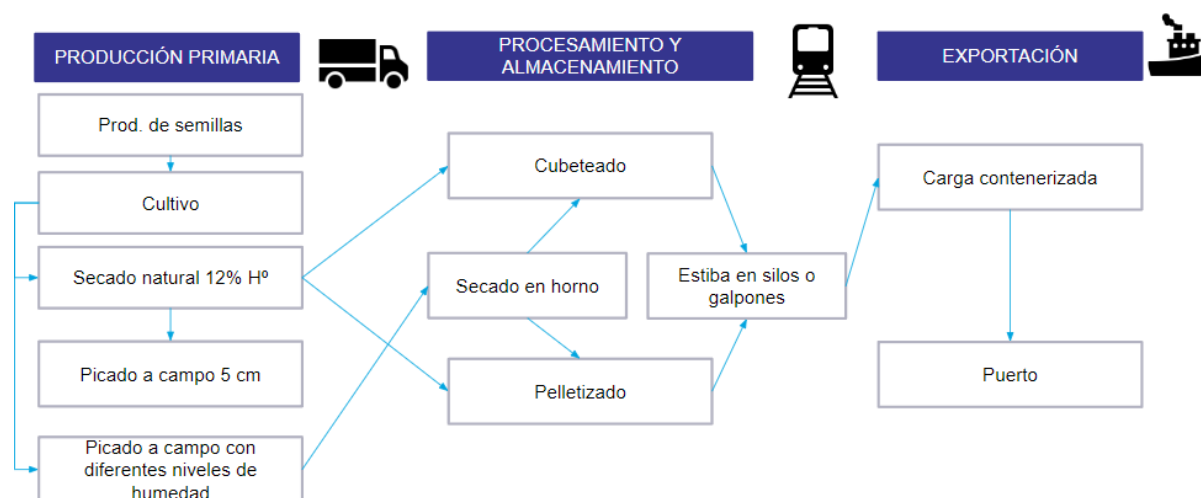 PRODUCCIÓN PRIMARIA
Prod. de semillas
Cultivo
Secado natural 12% Hº
Picado a campo 5 cm
Picado a campo con
diferentes niveles de
humedad
PROCESAMIENTO Y
ALMACENAMIENTO
Cubeteado
Secado en horno
Pelletizado
Estiba en silos o
galpones
EXPORTACIÓN
Carga contenerizada
Puerto